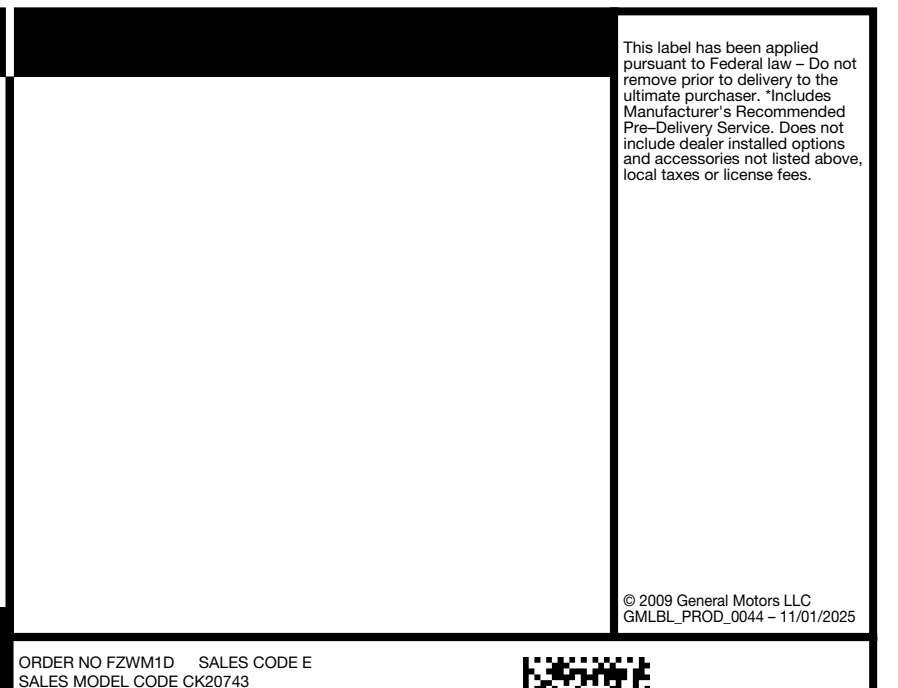 This label has been applied
pursuant to Federal law – Do not
remove prior to delivery to the
ultimate purchaser. *Includes
Manufacturer's Recommended
Pre–Delivery Service. Does not
include dealer installed options
and accessories not listed above,
local taxes or license fees.
© 2009 General Motors LLC
GMLBL_PROD_0044 – 11/01/2025
ORDER NO FZWM1D SALES CODE E
SALES MODEL CODE CK20743